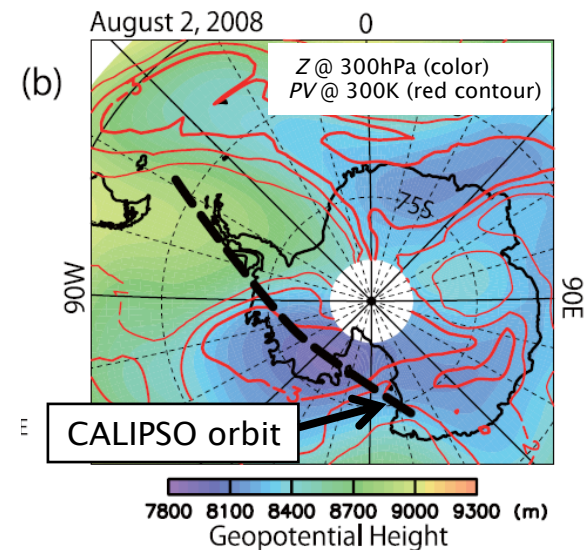 August 2, 2008 0
(b)
Z @ 300hPa (color)
PV @ 300K (red contour)
75S
90W
90E
E
CALIPSO orbit
7800 8100 8400 8700 9000 9300 (m)
Geopotential Height